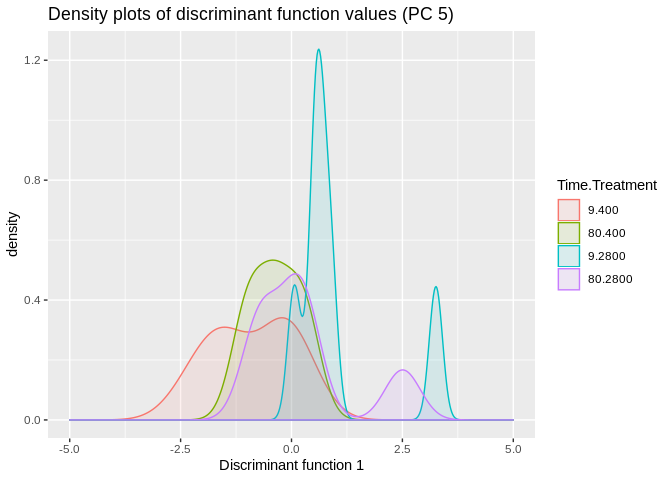 Density plots of discriminant function values (PC 5)
1.2
0.8
0.4
0.0
density
-5.0 -2.5 0.0 2.5 5.0
Discriminant function 1
Time.Treatment
9.400
80.400
9.2800
80.2800